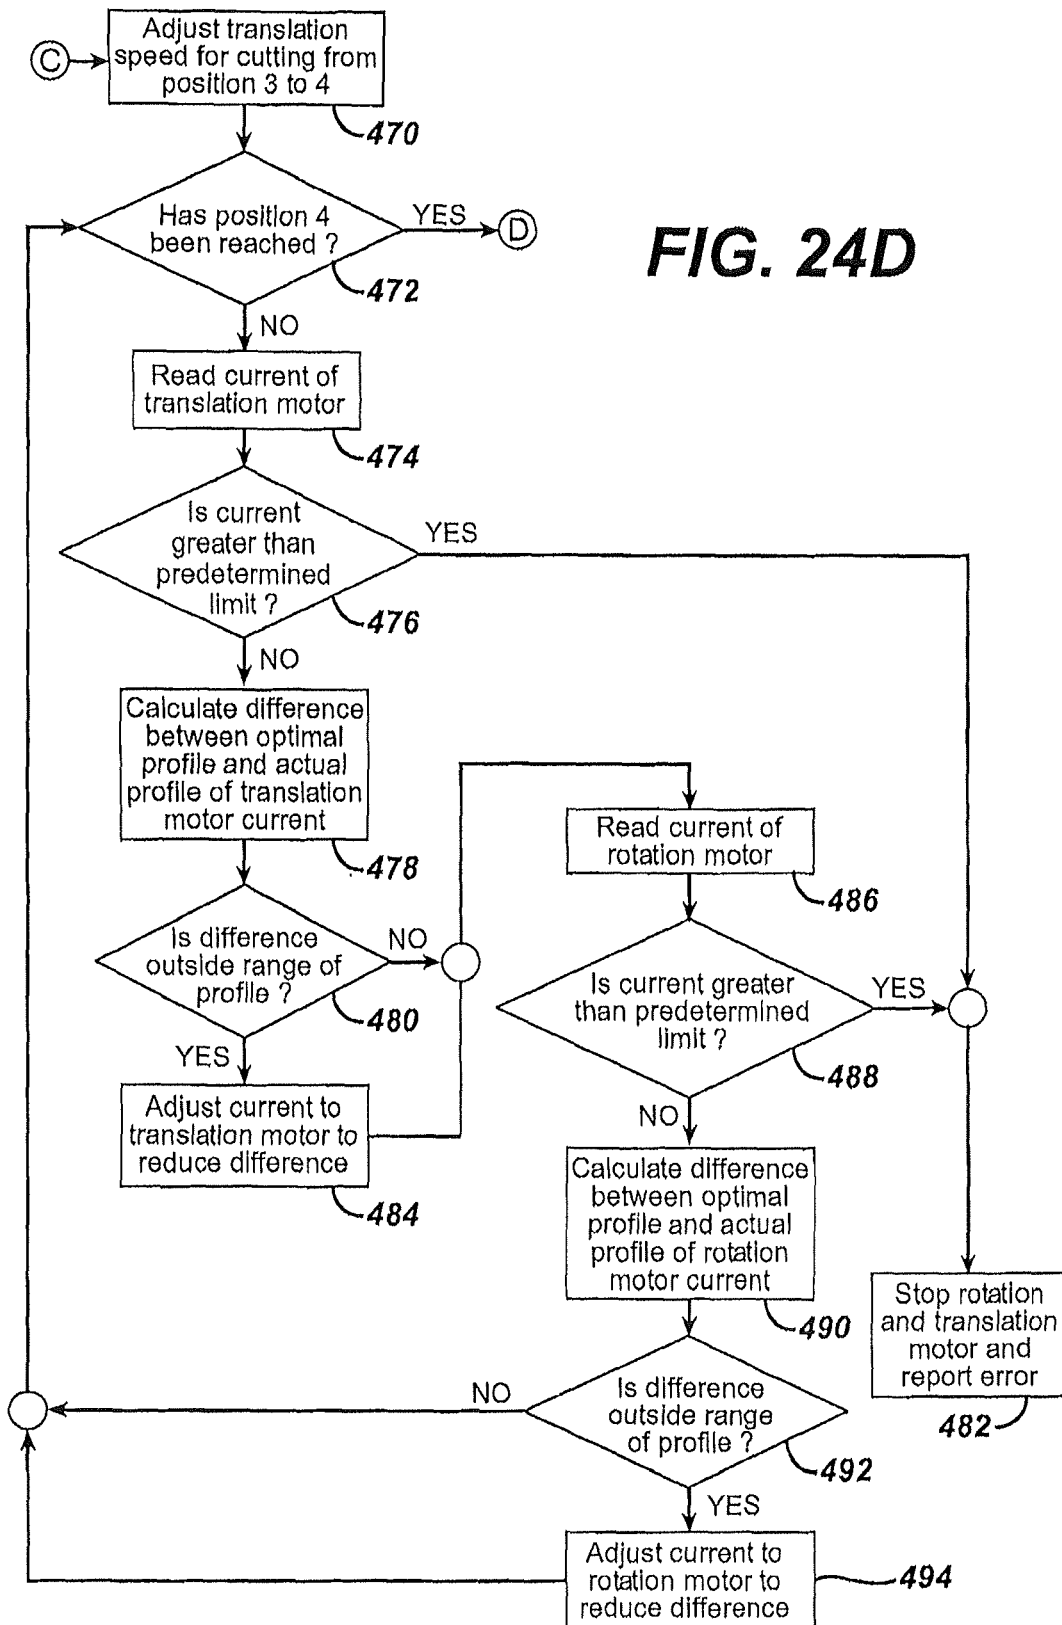 Adjust translation
speed for cutting from
position 3 to 4
C
470
Has position 4
been reached ?
YES
D
FIG. 24D
472
NO
Read current of
translation motor
474
Is current
greater than
predetermined
limit ?
YES
476
NO
Calculate difference
between optimal
profile and actual
profile of translation
motor current
478
Is difference
outside range of
profile ?
NO
480
YES
Adjust current to
translation motor to
reduce difference
484
Read current of
rotation motor
486
Is current greater
than predetermined
limit ?
YES
488
NO
Calculate difference
between optimal
profile and actual
profile of rotation
motor current
490
Stop rotation
and translation
motor and
report error
482
Is difference
outside range
of profile ?
NO
492
YES
Adjust current to
rotation motor to
reduce difference
494